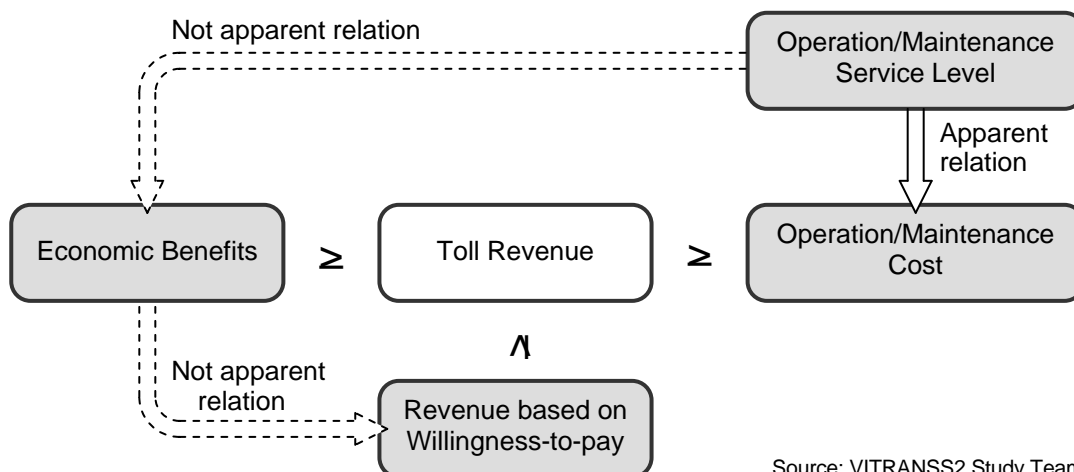 Not apparent relation
Operation/Maintenance
Service Level
Apparent
relation
Economic Benefits
≥
Toll Revenue
≥
Operation/Maintenance
Cost
≥
Not apparent
relation
Revenue based on
Willingness-to-pay
Source: VITRANSS2 Study Team